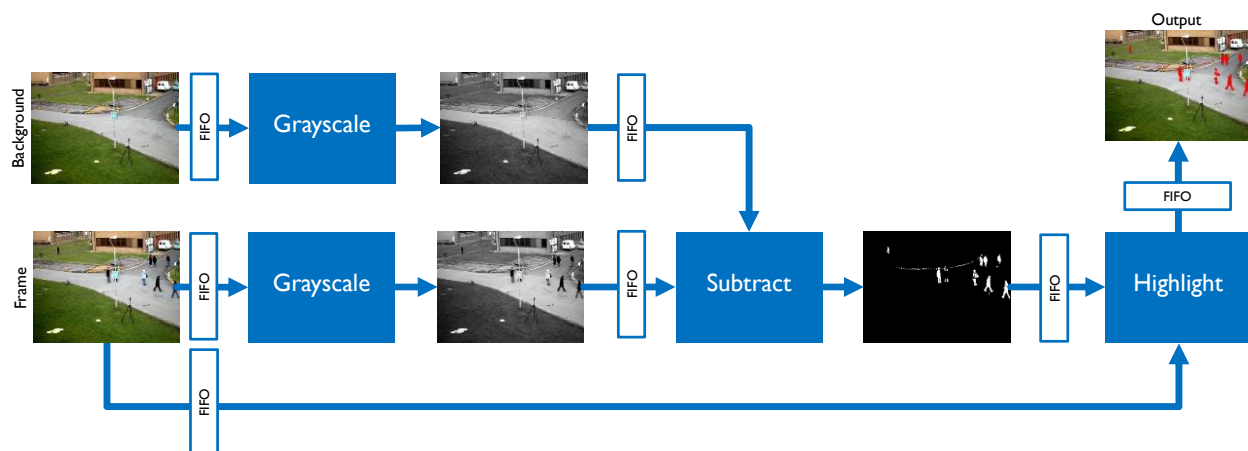 Output
Background
FIFO
Grayscale
FIFO
FIFO
Frame
FIFO
Grayscale
FIFO
Subtract
FIFO
Highlight
FIFO